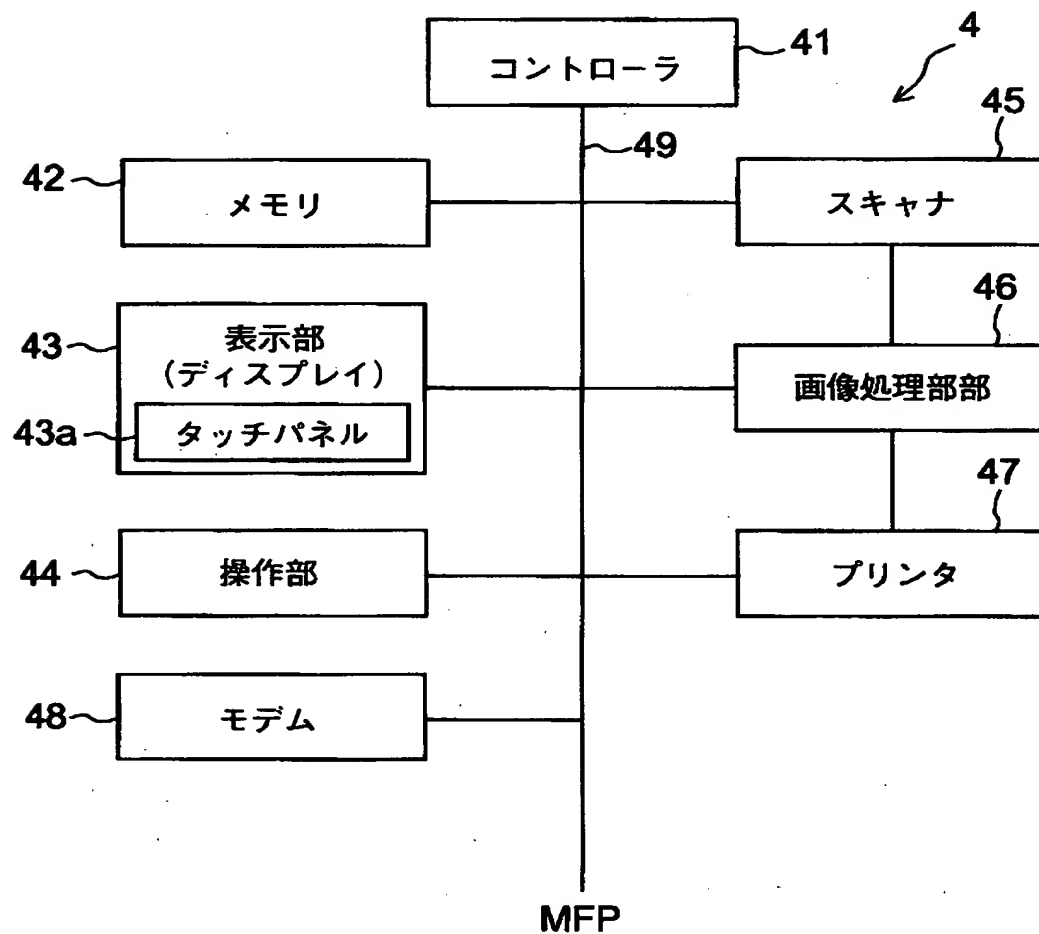 4
コントローラ
41
49
42
メモリ
45
スキャナ
43
表示部
(ディスプレイ)
43a
タッチパネル
46
画像処理部部
44
操作部
47
プリンタ
48
モデム
MFP